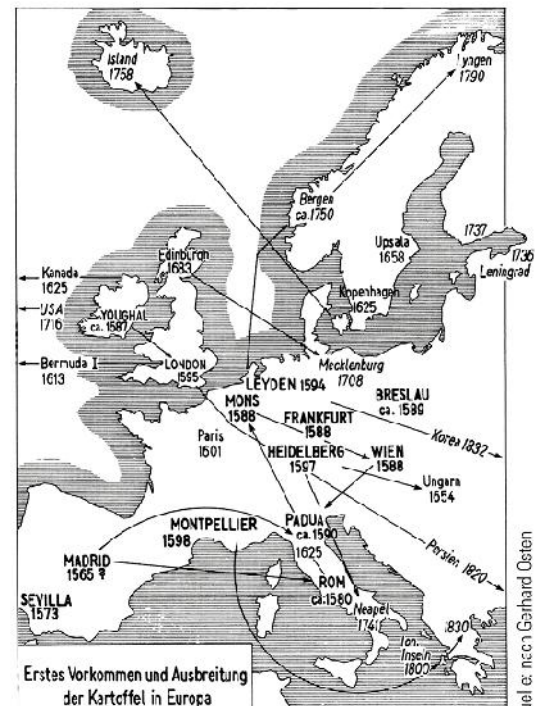 Island
1758
Lyngen
1790
Bergen
ca.1750
Upsala
1658
1737
1736
Leningrad
Edinburgh
1683
Kopenhagen
1625
Kanada
1625
USA
1716
YOUGHAL
ca.1587
Bermuda I
1613
LONDON
1595
Mecklenburg
1708
LEYDEN 1594
MONS
1588
BRESLAU
ca.1589
FRANKFURT
1588
Korea 1832
Paris
1601
HEIDELBERG
1597
WIEN
1588
Ungarn
1554
Persien 1820
MONTPELLIER
1598
PADUA
ca.1590
1625
MADRID
1565 ?
ROM
ca.1580
SEVILLA
1573
Neapel
1741
1830
Ion.
Inseln
1800
Erstes Vorkommen und Ausbreitung
der Kartoffel in Europa
nach Gerhard Osten